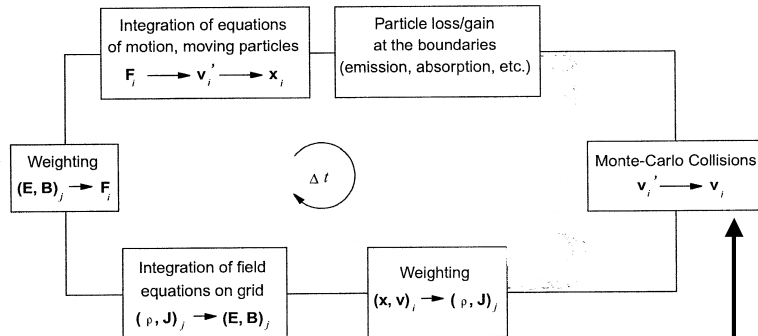 Integration of equations
of motion, moving particles
F_i → v_i′ → x_i
Particle loss/gain
at the boundaries
(emission, absorption, etc.)
Weighting
(E, B)_j → F_i
Δ t
Monte-Carlo Collisions
v_i′ → v_i
Integration of field
equations on grid
(ρ, J)_j → (E, B)_j
Weighting
(x, v)_i → (ρ, J)_j